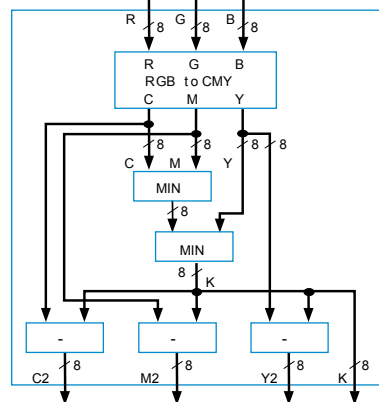 R G B
8 8 8
R G B
RGB to CMY
C M Y
8 8 8 8
C M Y
MIN
8
MIN
8
K
- - -
C2 8 M2 8 Y2 8 K 8